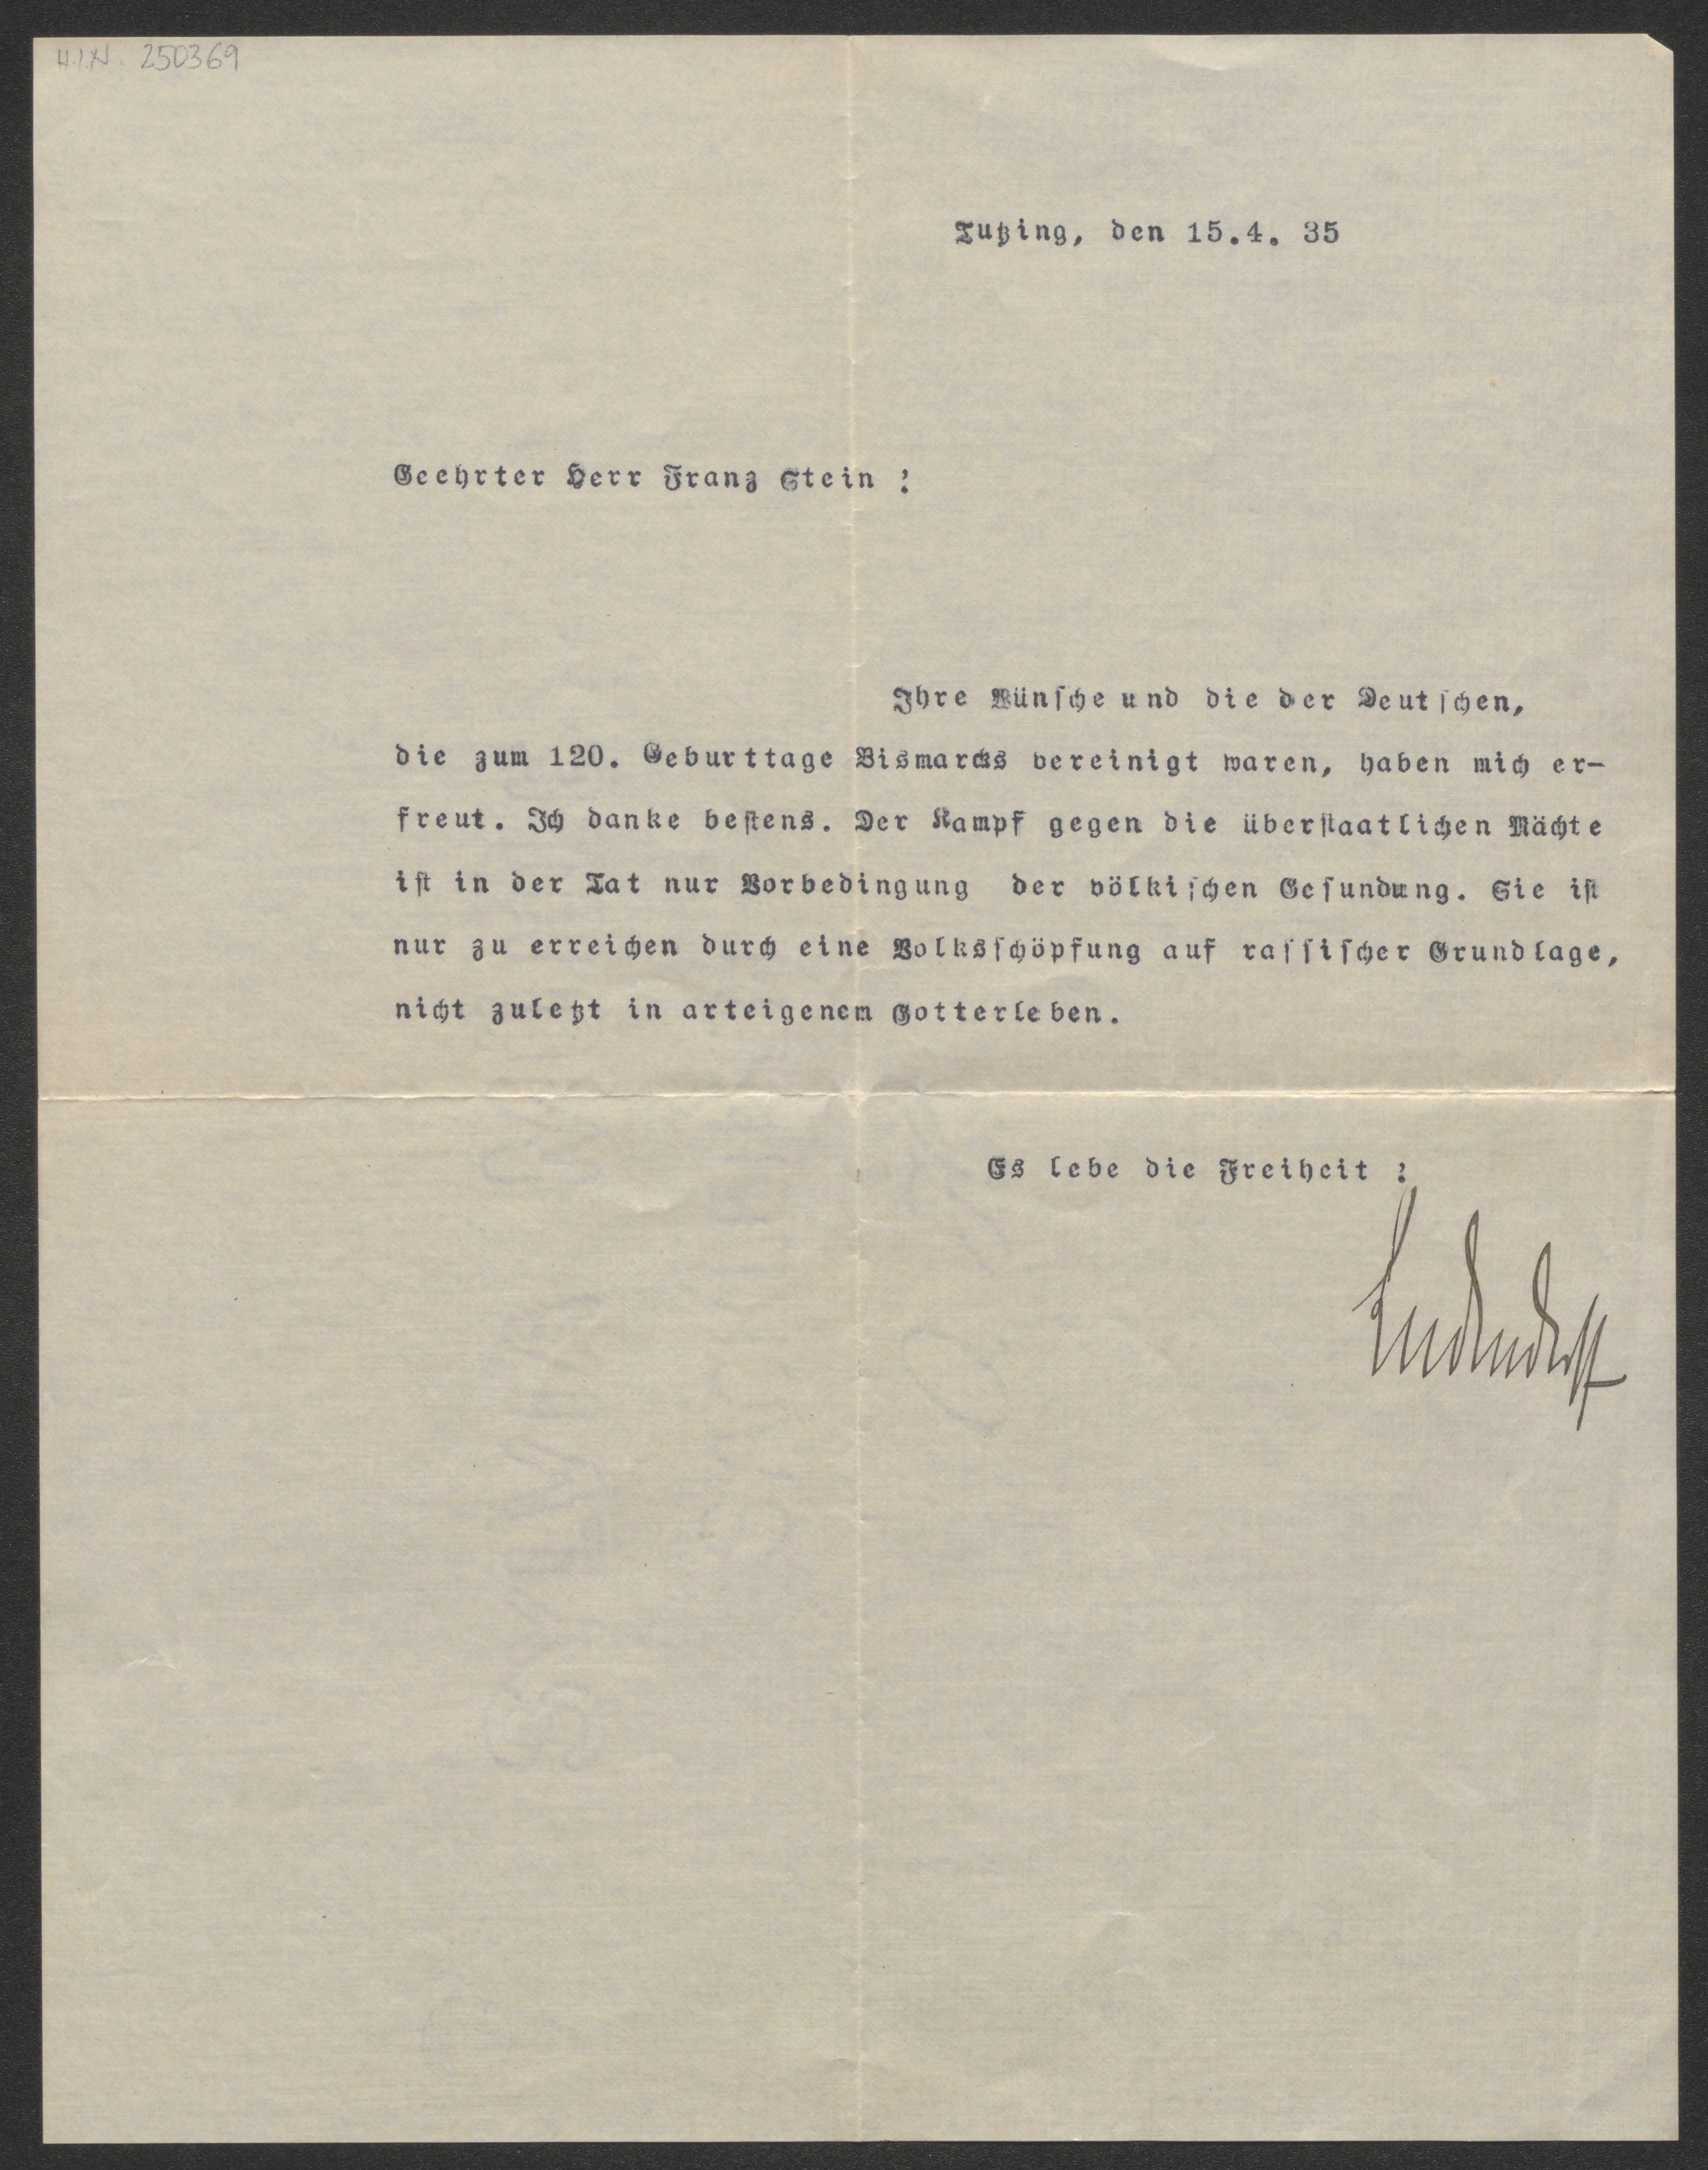 H.I.N. 250369
Tutzing, den 15.4. 35
Geehrter Herr Franz Stein !
Ihre Wünſche und die der Deutſchen,
die zum 120. Geburttage Bismarcks vereinigt waren, haben mich er-
freut. Ich danke beſtens. Der Kampf gegen die überſtaatlichen Mächte
iſt in der Tat nur Vorbedingung der völkiſchen Geſundung. Sie iſt
nur zu erreichen durch eine Volksſchöpfung auf raſſiſcher Grundlage,
nicht zuletzt in arteigenem Gotterleben.
Es lebe die Freiheit !
Ludendorff